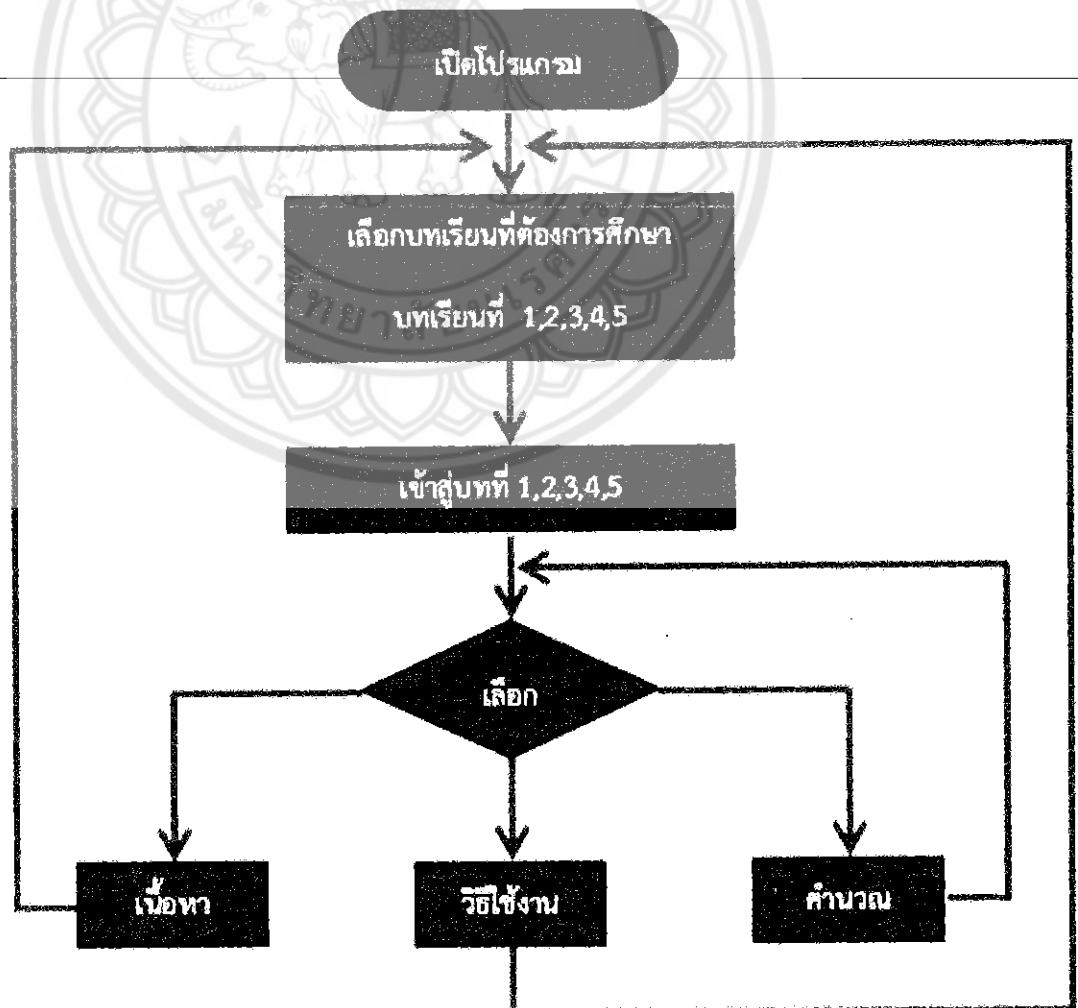 เปิดโปรแกรม
เลือกบทเรียนที่ต้องการศึกษา
บทเรียนที่ 1,2,3,4,5
เข้าสู่บทที่ 1,2,3,4,5
เลือก
เนื้อหา
วิธีใช้งาน
คำนวณ